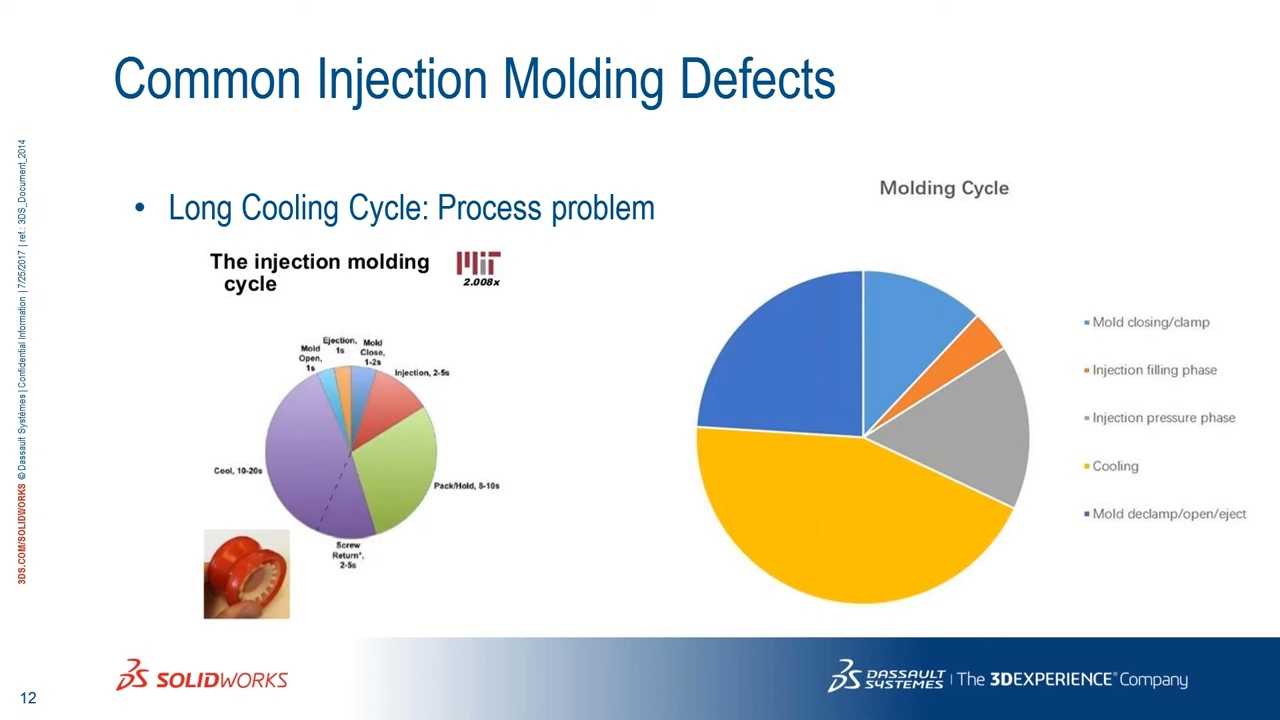 Common Injection Molding Defects
• Long Cooling Cycle: Process problem
The injection molding
cycle
MIT
2.008x
Ejection,
1s
Mold
Close,
1-2s
Mold
Open,
1s
Injection, 2-5s
Cool, 10-20s
Pack/Hold, 8-10s
Screw
Return*,
2-5s
Molding Cycle
Mold closing/clamp
Injection filling phase
Injection pressure phase
Cooling
Mold declamp/open/eject
3DS.COM/SOLIDWORKS © Dassault Systèmes | Confidential Information | 7/25/2017 | ref.: 3DS_Document_2014
SOLIDWORKS
DASSAULT
SYSTEMES | The 3DEXPERIENCE® Company
12